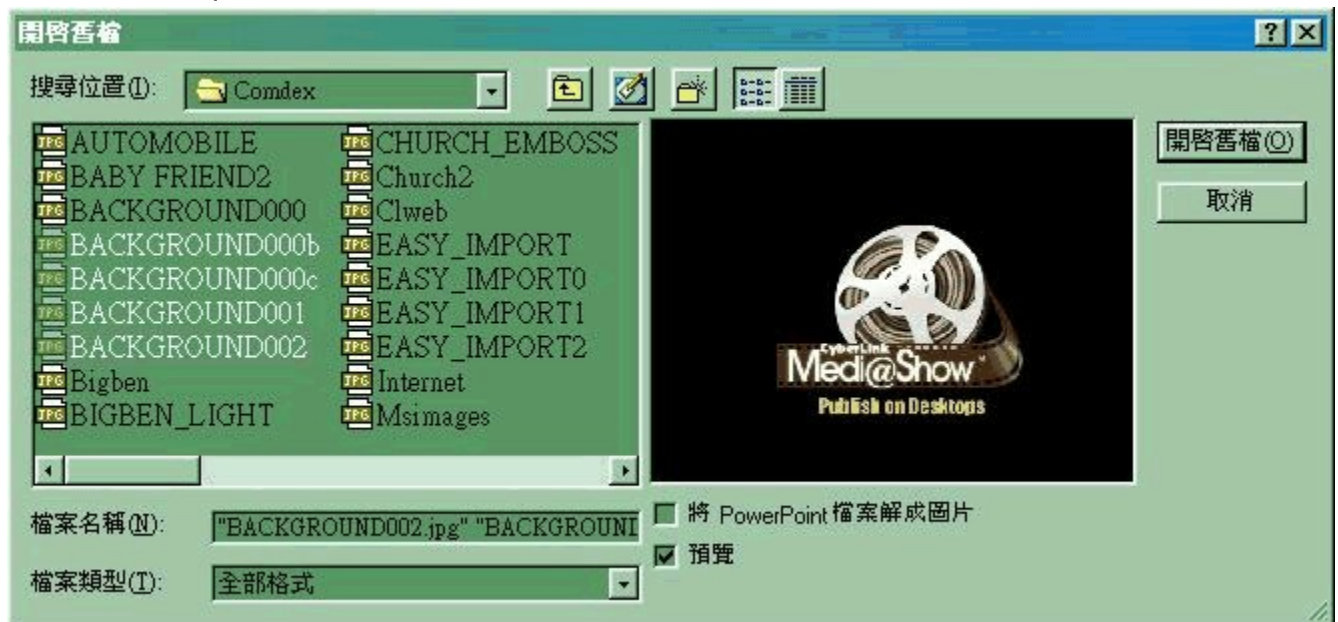 開啓舊檔
搜尋位置(I):
Comdex
AUTOMOBILE
BABY FRIEND2
BACKGROUND000
BACKGROUND000b
BACKGROUND000c
BACKGROUND001
BACKGROUND002
Bigben
BIGBEN_LIGHT
CHURCH_EMBOSS
Church2
Clweb
EASY_IMPORT
EASY_IMPORT0
EASY_IMPORT1
EASY_IMPORT2
Internet
Msimages
CyberLink
Medi@Show
Publish on Desktops
開啓舊檔(O)
取消
檔案名稱(N):
"BACKGROUND002.jpg" "BACKGROUND
檔案類型(T):
全部格式
將 PowerPoint 檔案解成圖片
預覽